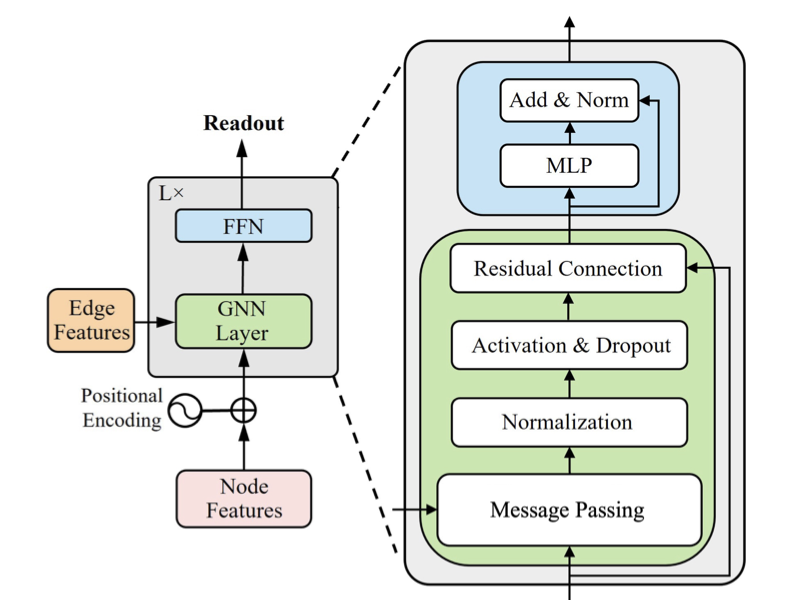 Readout
L×
FFN
GNN
Layer
Edge
Features
Positional
Encoding
Node
Features
Add & Norm
MLP
Residual Connection
Activation & Dropout
Normalization
Message Passing